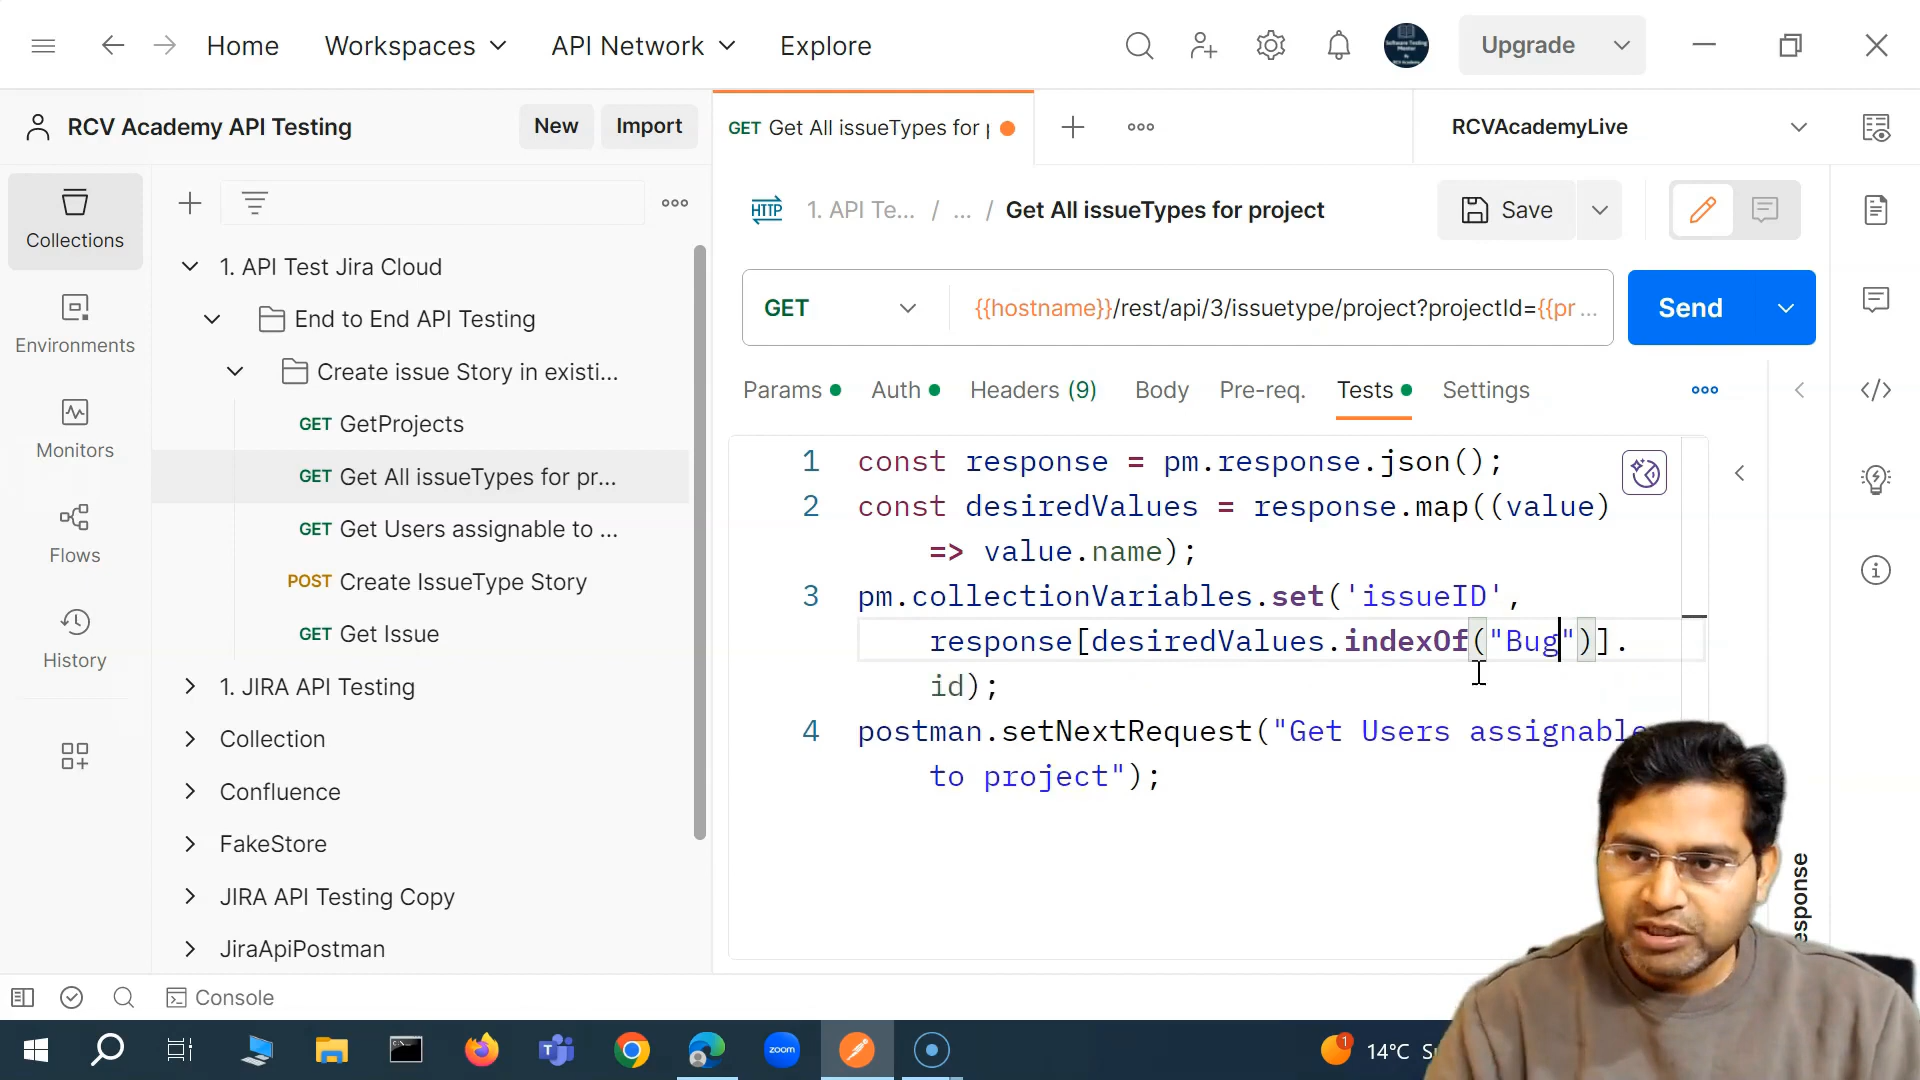 Home
Workspaces
API Network
Explore
Upgrade
RCV Academy API Testing
New
Import
GET Get All issueTypes for p
RCVAcademyLive
Collections
Environments
Monitors
Flows
History
1. API Test Jira Cloud
End to End API Testing
Create issue Story in existi...
GET GetProjects
GET Get All issueTypes for pr...
GET Get Users assignable to ...
POST Create IssueType Story
GET Get Issue
1. JIRA API Testing
Collection
Confluence
FakeStore
JIRA API Testing Copy
JiraApiPostman
HTTP 1. API Te... / ... / Get All issueTypes for project
Save
GET
{{hostname}}/rest/api/3/issuetype/project?projectId={{pr ...
Send
Params
Auth
Headers (9)
Body
Pre-req.
Tests
Settings
1 const response = pm.response.json();
2 const desiredValues = response.map((value)
=> value.name);
3 pm.collectionVariables.set('issueID',
response[desiredValues.indexOf("Bug")].
id);
4 postman.setNextRequest("Get Users assignable
to project");
Console
zoom
1
14°C